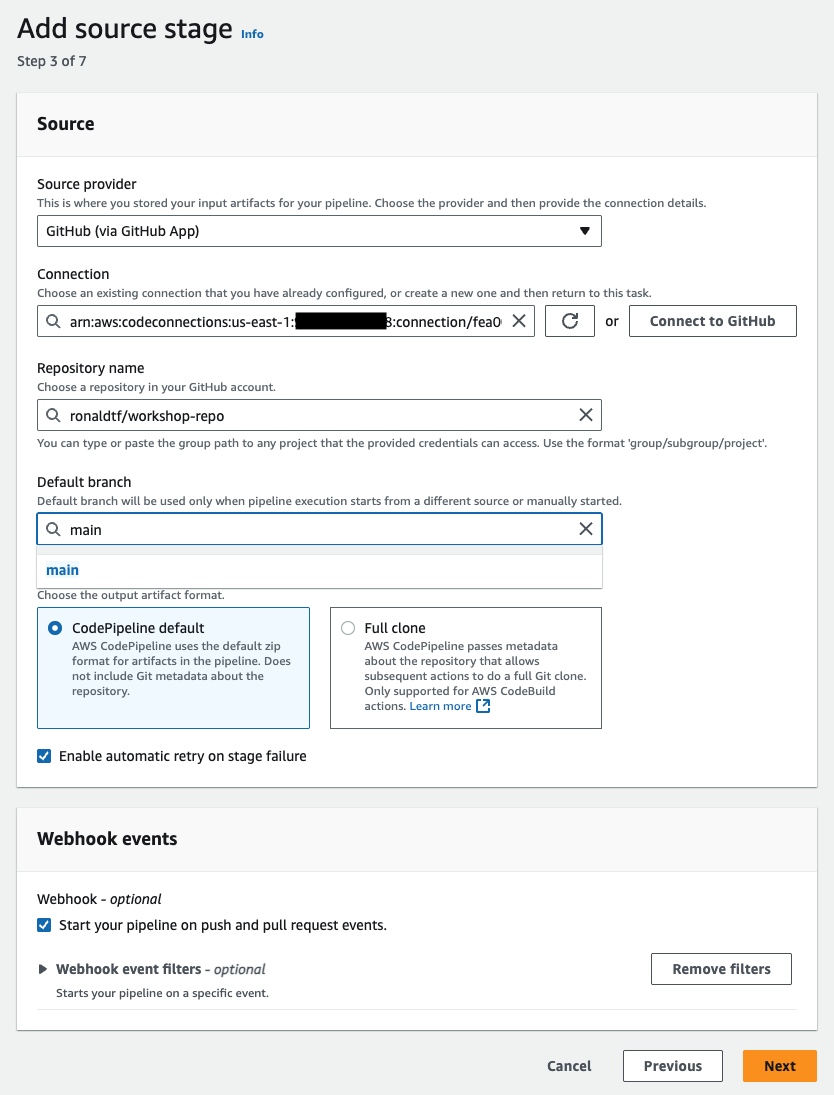 Add source stage Info
Step 3 of 7
Source
Source provider
This is where you stored your input artifacts for your pipeline. Choose the provider and then provide the connection details.
GitHub (via GitHub App)
Connection
Choose an existing connection that you have already configured, or create a new one and then return to this task.
arn:aws:codeconnections:us-east-1: 8:connection/fea0 or Connect to GitHub
Repository name
Choose a repository in your GitHub account.
ronaldtf/workshop-repo
You can type or paste the group path to any project that the provided credentials can access. Use the format 'group/subgroup/project'.
Default branch
Default branch will be used only when pipeline execution starts from a different source or manually started.
main
main
Choose the output artifact format.
CodePipeline default
AWS CodePipeline uses the default zip
format for artifacts in the pipeline. Does
not include Git metadata about the
repository.
Full clone
AWS CodePipeline passes metadata
about the repository that allows
subsequent actions to do a full Git clone.
Only supported for AWS CodeBuild
actions. Learn more
Enable automatic retry on stage failure
Webhook events
Webhook - optional
Start your pipeline on push and pull request events.
Webhook event filters - optional
Starts your pipeline on a specific event.
Remove filters
Cancel Previous Next